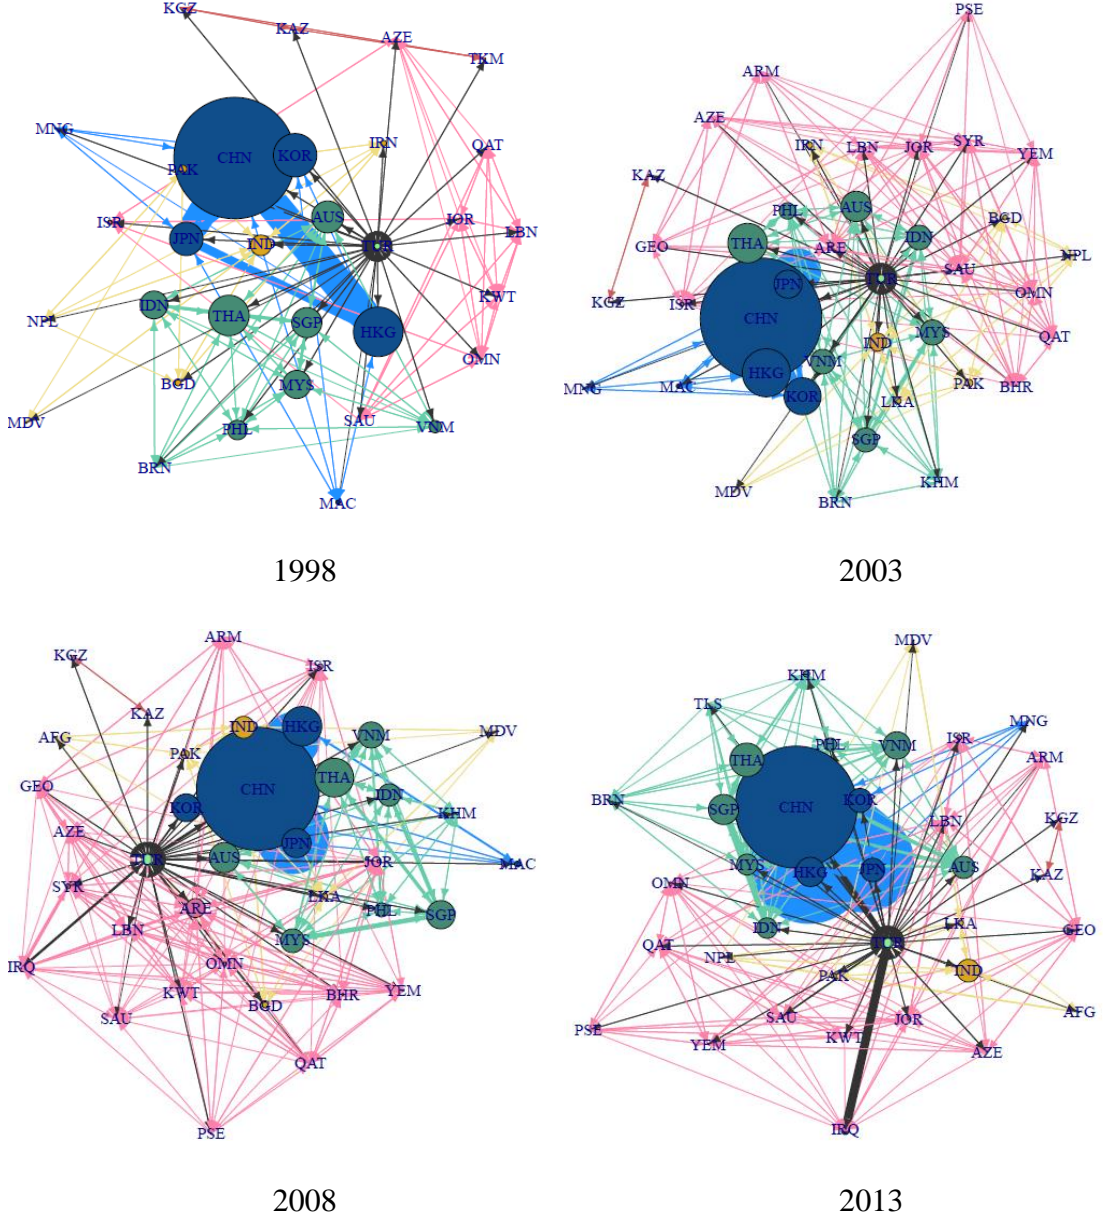 KGZ
KAZ
AZE
TKM
MNG
CHN
KOR
IRN
QAT
PAK
ISR
AUS
JOR
LBN
JPN
IND
TUR
IDN
THA
SGP
HKG
KWT
NPL
OMN
BGD
MYS
MDV
PHL
SAU
VNM
BRN
MAC
1998
PSE
ARM
AZE
IRN
LBN
JOR
SYR
YEM
KAZ
PHL
AUS
BGD
THA
IDN
GEO
ARE
NPL
SAU
JPN
TUR
KGZ
ISR
OMN
CHN
MYS
QAT
IND
VNM
HKG
MNG
MAC
KOR
PAK
BHR
LKA
SGP
KHM
MDV
BRN
2003
ARM
KGZ
ISR
KAZ
IND
HKG
AFG
VNM
MDV
PAK
THA
GEO
CHN
KOR
IDN
KHM
AZE
JPN
TUR
AUS
JOR
MAC
SYR
LKA
ARE
PHL
SGP
LBN
MYS
IRQ
OMN
KWT
BHR
YEM
SAU
BGD
QAT
PSE
2008
MDV
KHM
TLS
MNG
PHL
VNM
ISR
THA
ARM
BRN
SGP
CHN
KOR
LBN
KGZ
MYS
HKG
JPN
AUS
KAZ
OMN
IDN
LKA
GEO
QAT
TUR
NPL
PAK
IND
AFG
PSE
SAU
JOR
YEM
KWT
AZE
IRQ
2013